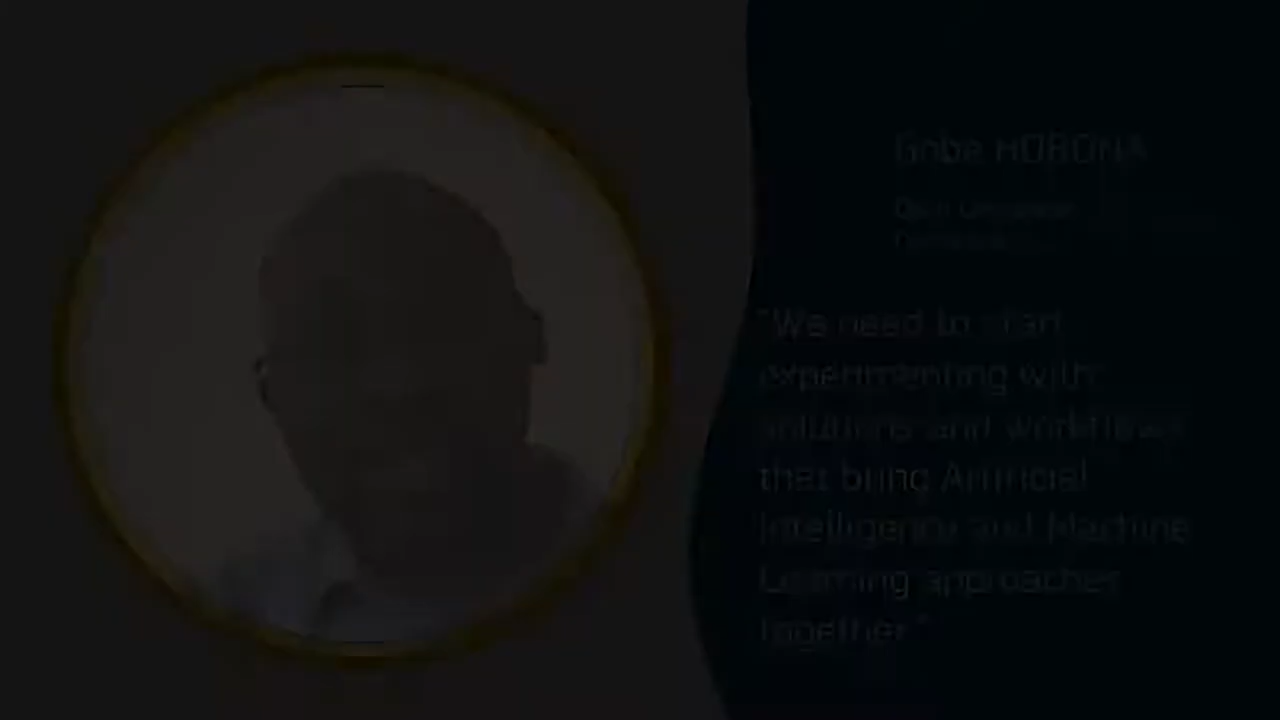 Gobe HOBONA
"We need to start
experimenting with
solutions and workflows
that bring Artificial
Intelligence and Machine
Learning approaches
together"